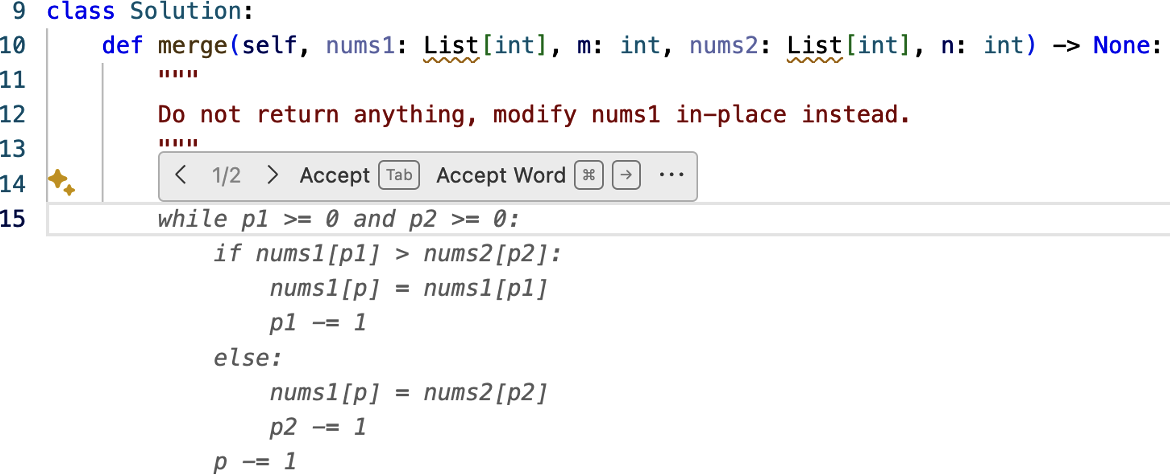 9 class Solution:
10 def merge(self, nums1: List[int], m: int, nums2: List[int], n: int) -> None:
11 """
12 Do not return anything, modify nums1 in-place instead.
13 """
1/2 Accept Tab Accept Word ⌘ → ···
14
15 while p1 >= 0 and p2 >= 0:
if nums1[p1] > nums2[p2]:
nums1[p] = nums1[p1]
p1 -= 1
else:
nums1[p] = nums2[p2]
p2 -= 1
p -= 1